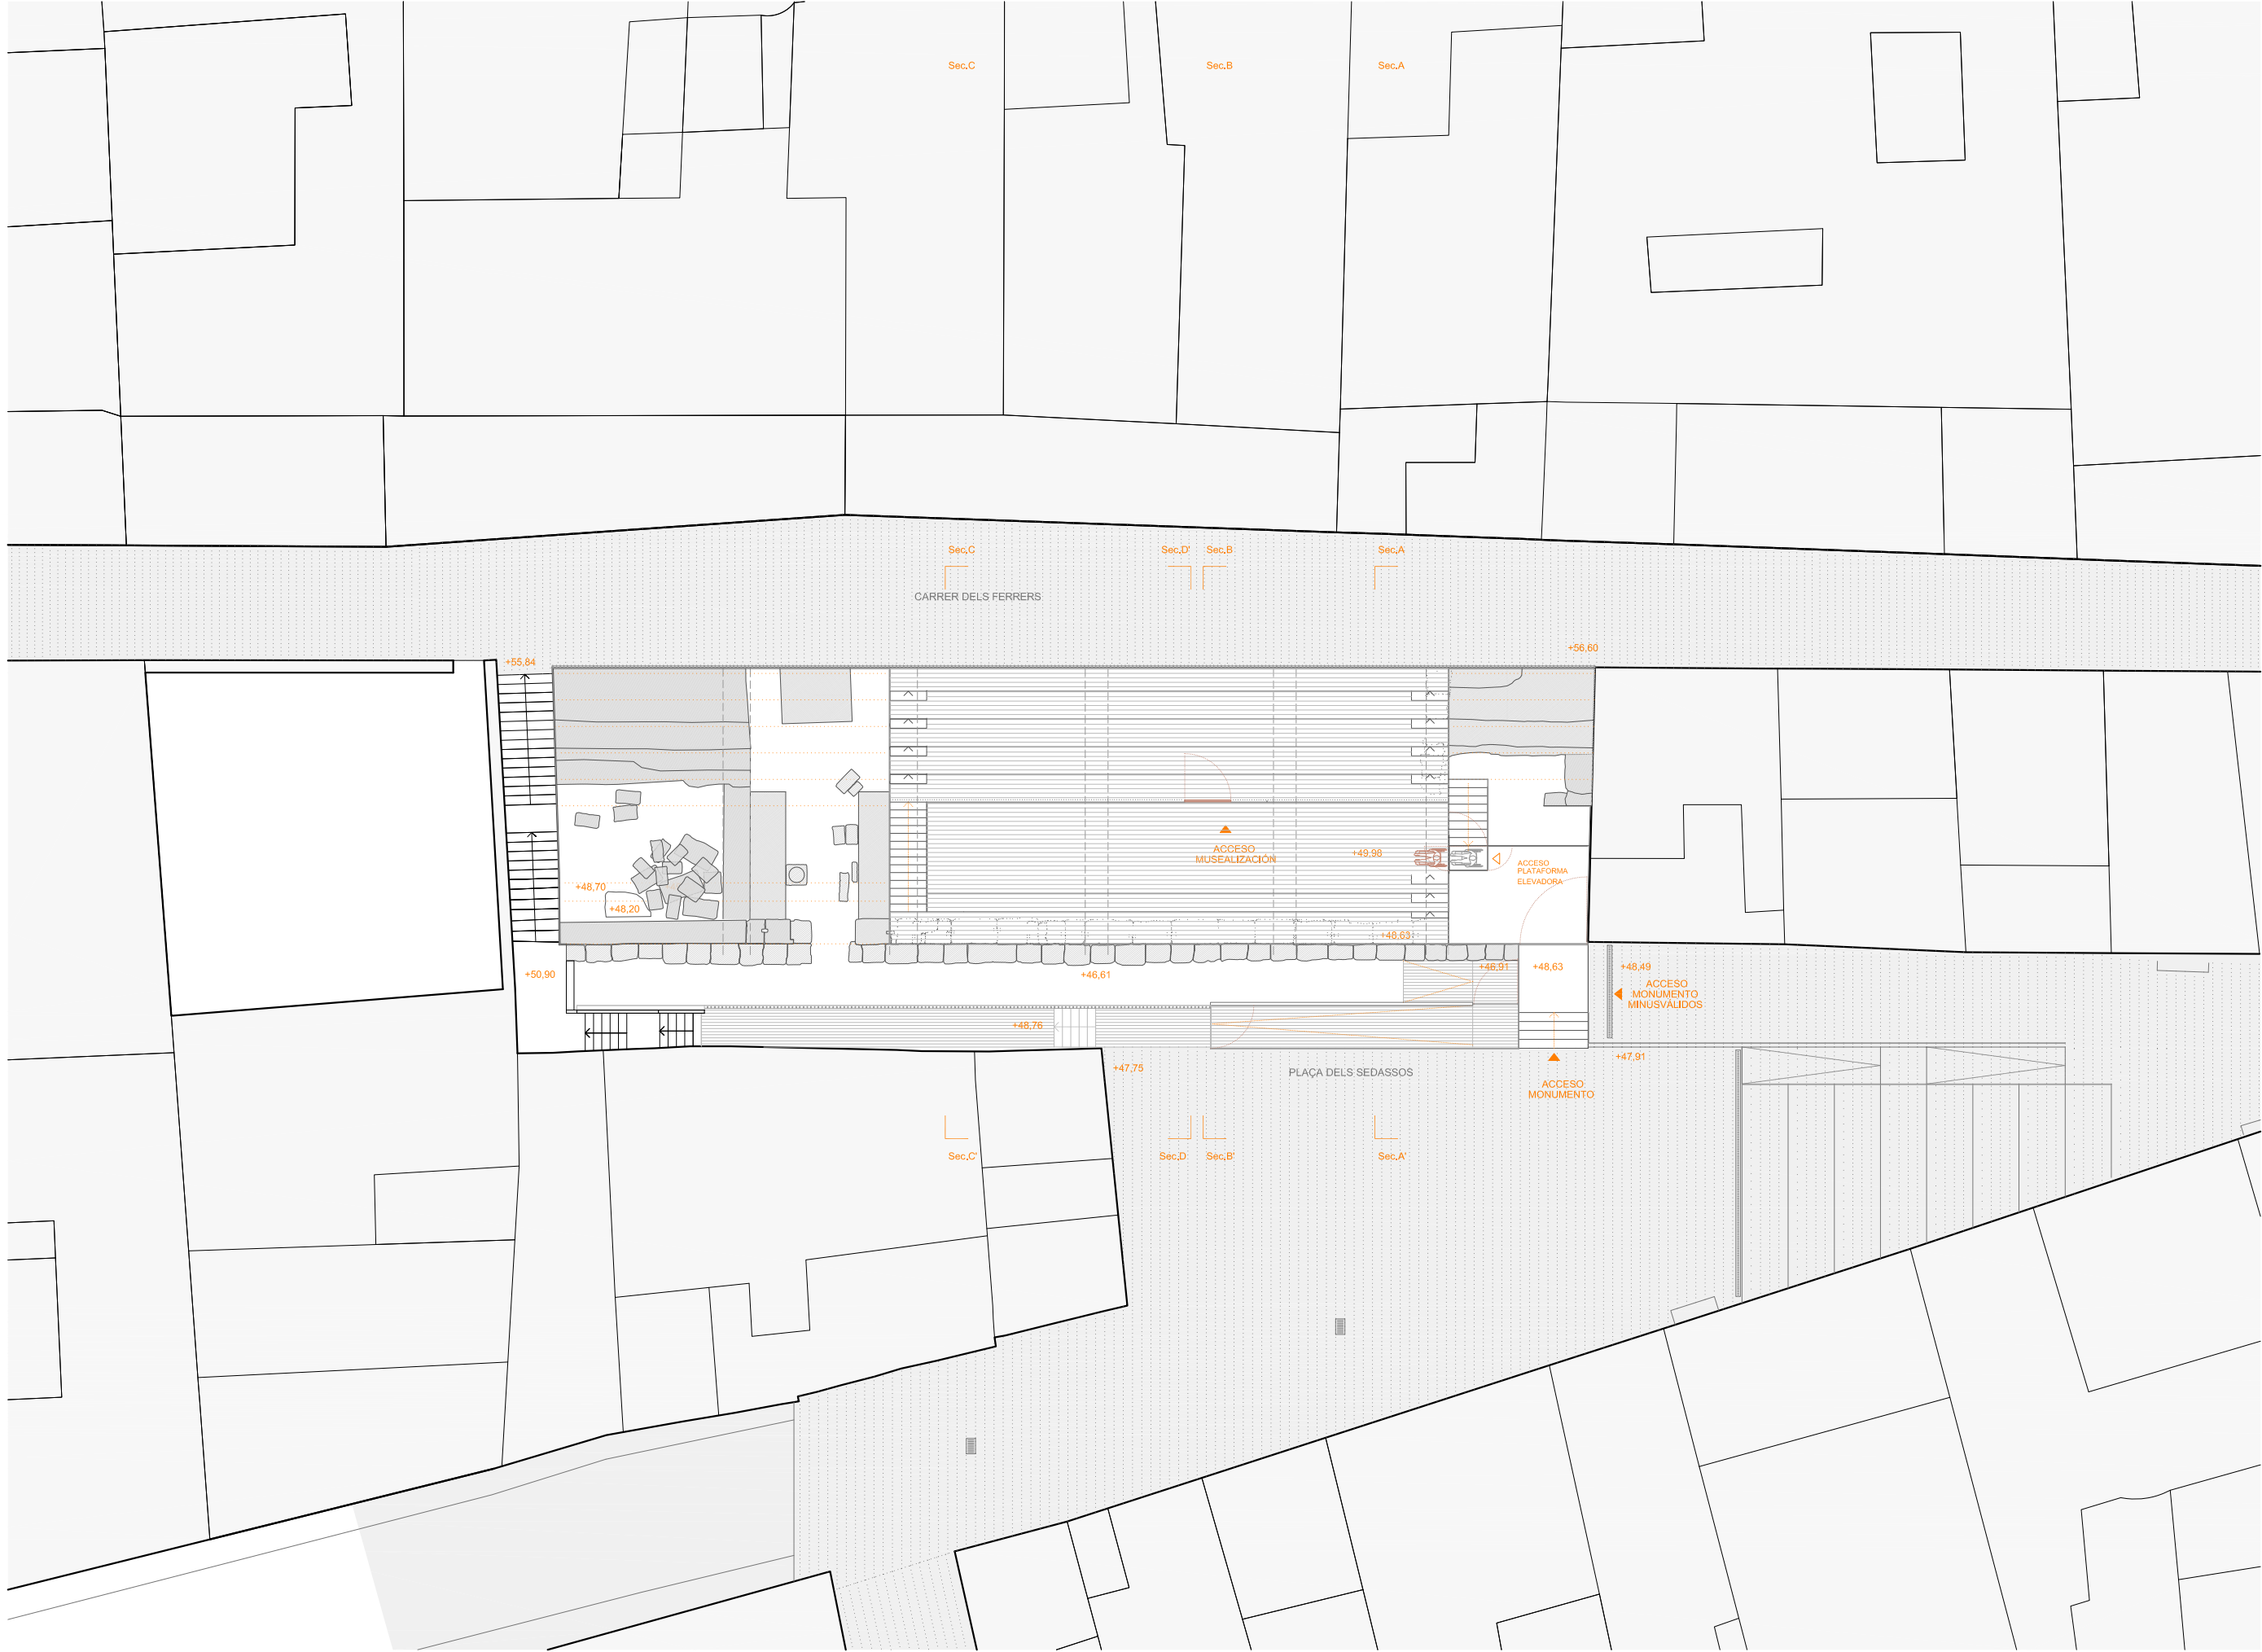 Sec.C
Sec.B
Sec.A
Sec.C
Sec.D'
Sec.B
Sec.A
CARRER DELS FERRERS
+56,60
+55,84
ACCESO
MUSEALIZACIÓN
+49,98
ACCESO
PLATAFORMA
ELEVADORA
+48,70
+48,20
+48,63
+50,90
+46,61
+46,91
+48,63
+48,49
ACCESO
MONUMENTO
MINUSVÁLIDOS
+48,76
+47,75
PLAÇA DELS SEDASSOS
+47,91
ACCESO
MONUMENTO
Sec.C'
Sec.D
Sec.B'
Sec.A'